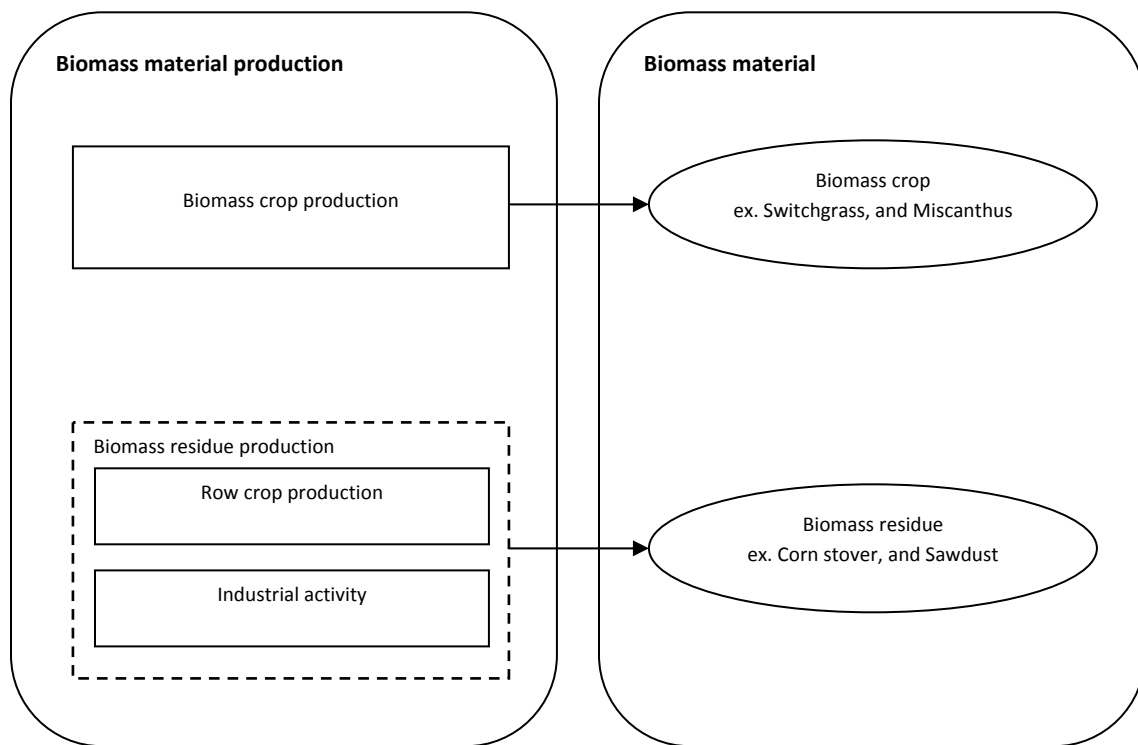 Biomass material production
Biomass crop production
Biomass residue production
Row crop production
Industrial activity
Biomass material
Biomass crop
ex. Switchgrass, and Miscanthus
Biomass residue
ex. Corn stover, and Sawdust